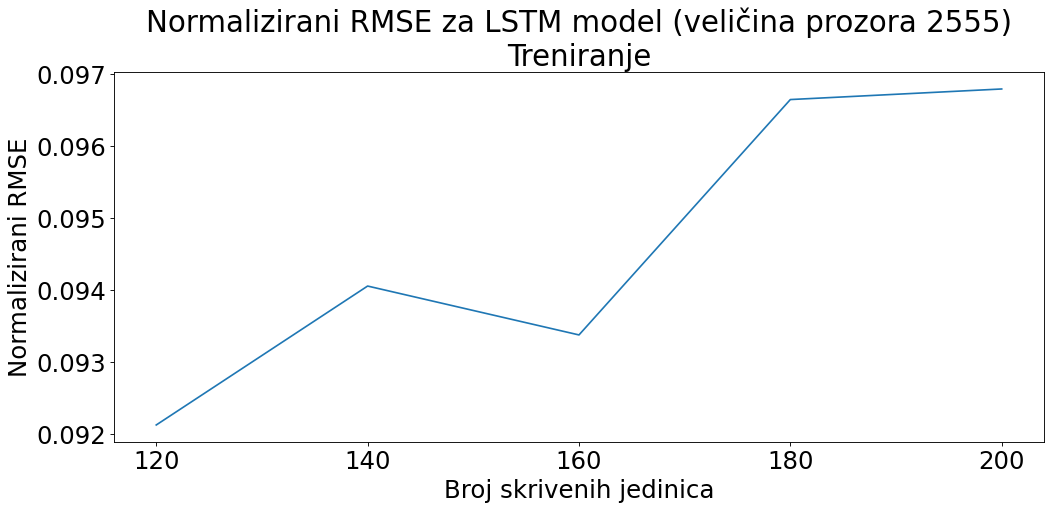 Normalizirani RMSE za LSTM model (veličina prozora 2555)
Treniranje
Normalizirani RMSE
0.097
0.096
0.095
0.094
0.093
0.092
120 140 160 180 200
Broj skrivenih jedinica